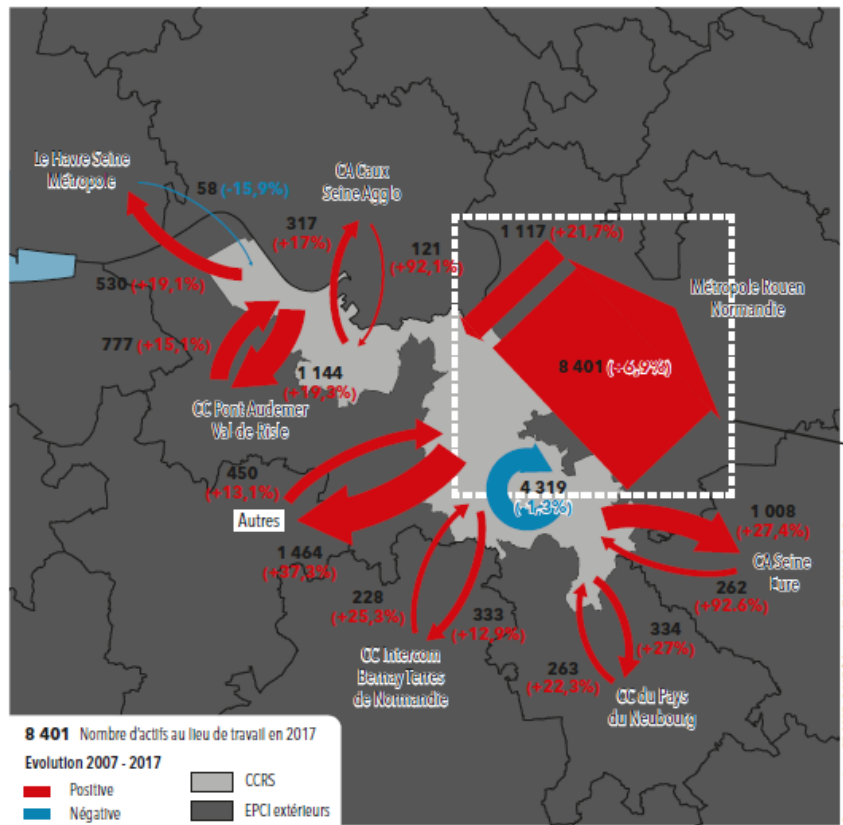 Le Havre Seine
Métropole
58 (-15,9%)
CA Caux
Seine Agglo
317
(+17%)
121
(+92,1%)
1 117 (+21,7%)
530 (+19,1%)
Métropole Rouen
Normandie
777 (+15,1%)
8 401 (+6,9%)
1 144
(+19,3%)
CC Pont Audemer
Val de Risle
450
(+13,1%)
Autres
4 319
(-1,3%)
1 464
(+37,3%)
1 008
(+27,4%)
CA Seine
Eure
228
(+25,3%)
333
(+12,9%)
262
(+92.6%)
334
(+27%)
263
(+22,3%)
CC Intercom
Bernay Terres
de Normandie
CC du Pays
du Neubourg
8 401 Nombre d'actifs au lieu de travail en 2017
Evolution 2007 - 2017
Positive
Négative
CCRS
EPCI extérieurs